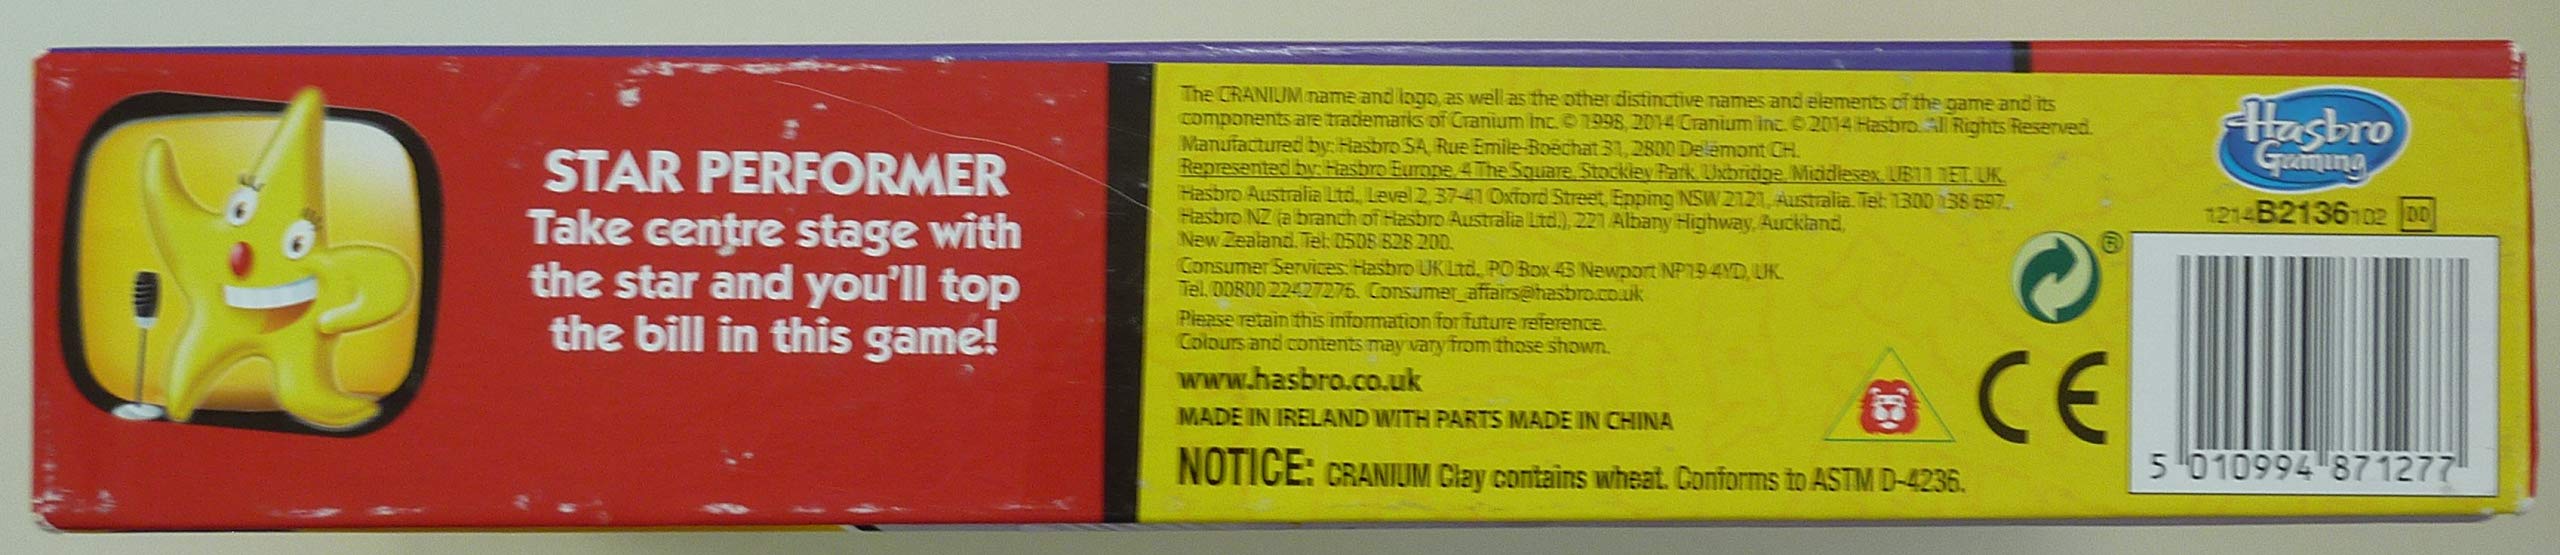 STAR PERFORMER
Take centre stage with
the star and you'll top
the bill in this game!
The CRANIUM name and logo, as well as the other distinctive names and elements of the game and its
components are trademarks of Cranium Inc. © 1998, 2014 Cranium Inc. © 2014 Hasbro. All Rights Reserved.
Manufactured by: Hasbro SA, Rue Emile-Boéchat 31, 2800 Delémont CH.
Represented by: Hasbro Europe, 4 The Square, Stockley Park, Uxbridge, Middlesex, UB11 1ET. UK.
Hasbro Australia Ltd., Level 2, 37-41 Oxford Street, Epping NSW 2121, Australia. Tel: 1300 138 697.
Hasbro NZ (a branch of Hasbro Australia Ltd.), 221 Albany Highway, Auckland,
New Zealand. Tel: 0508 828 200.
Consumer Services: Hasbro UK Ltd., PO Box 43 Newport NP19 4YD, UK.
Tel. 00800 22427276. Consumer_affairs@hasbro.co.uk
Please retain this information for future reference.
Colours and contents may vary from those shown.
www.hasbro.co.uk
MADE IN IRELAND WITH PARTS MADE IN CHINA
NOTICE: CRANIUM Clay contains wheat. Conforms to ASTM D-4236.
Hasbro
Gaming
1214B2136102 DD
®
CE
5 010994 871277